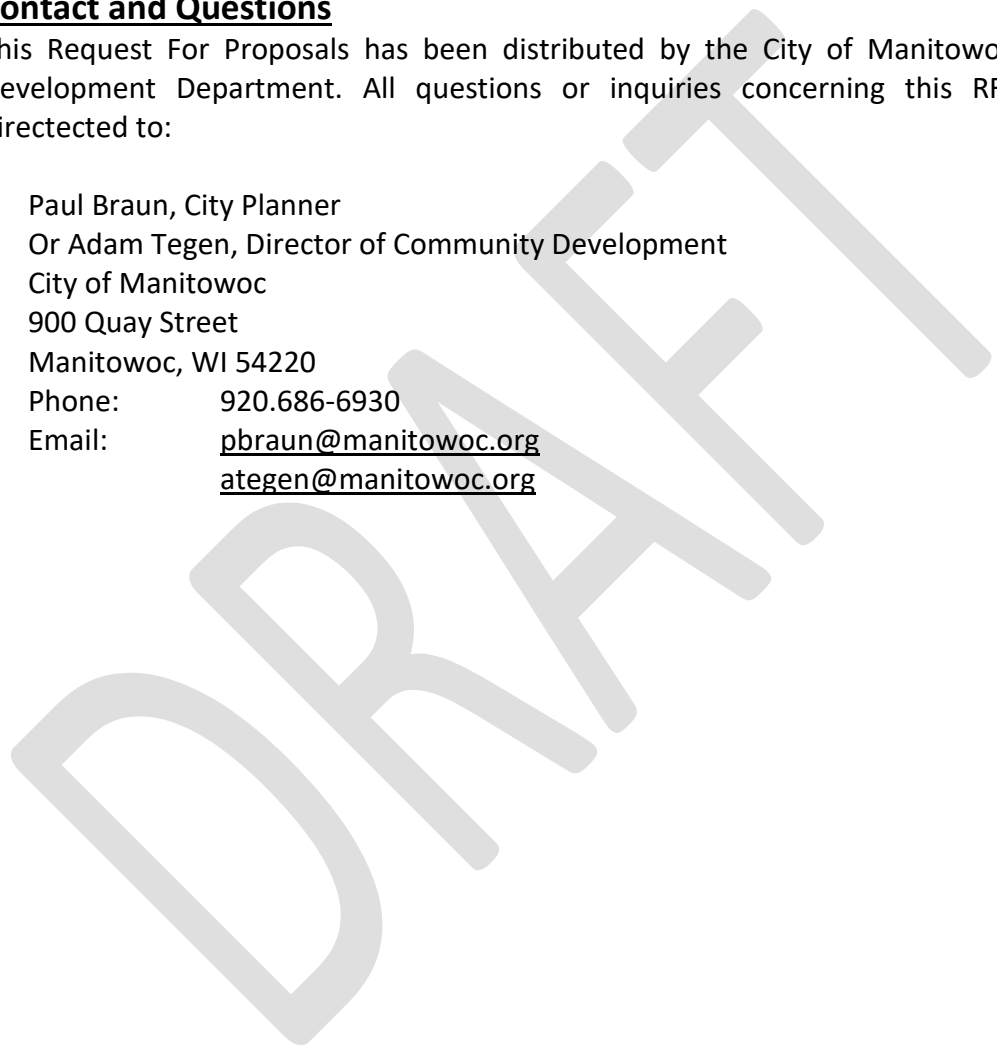 ontact and Questions
his Request For Proposals has been distributed by the City of Manitowo
evelopment Department. All questions or inquiries concerning this RF
irectected to:
Paul Braun, City Planner
Or Adam Tegen, Director of Community Development
City of Manitowoc
900 Quay Street
Manitowoc, WI 54220
Phone: 920.686-6930
Email: pbraun@manitowoc.org
ategen@manitowoc.org
DRAFT